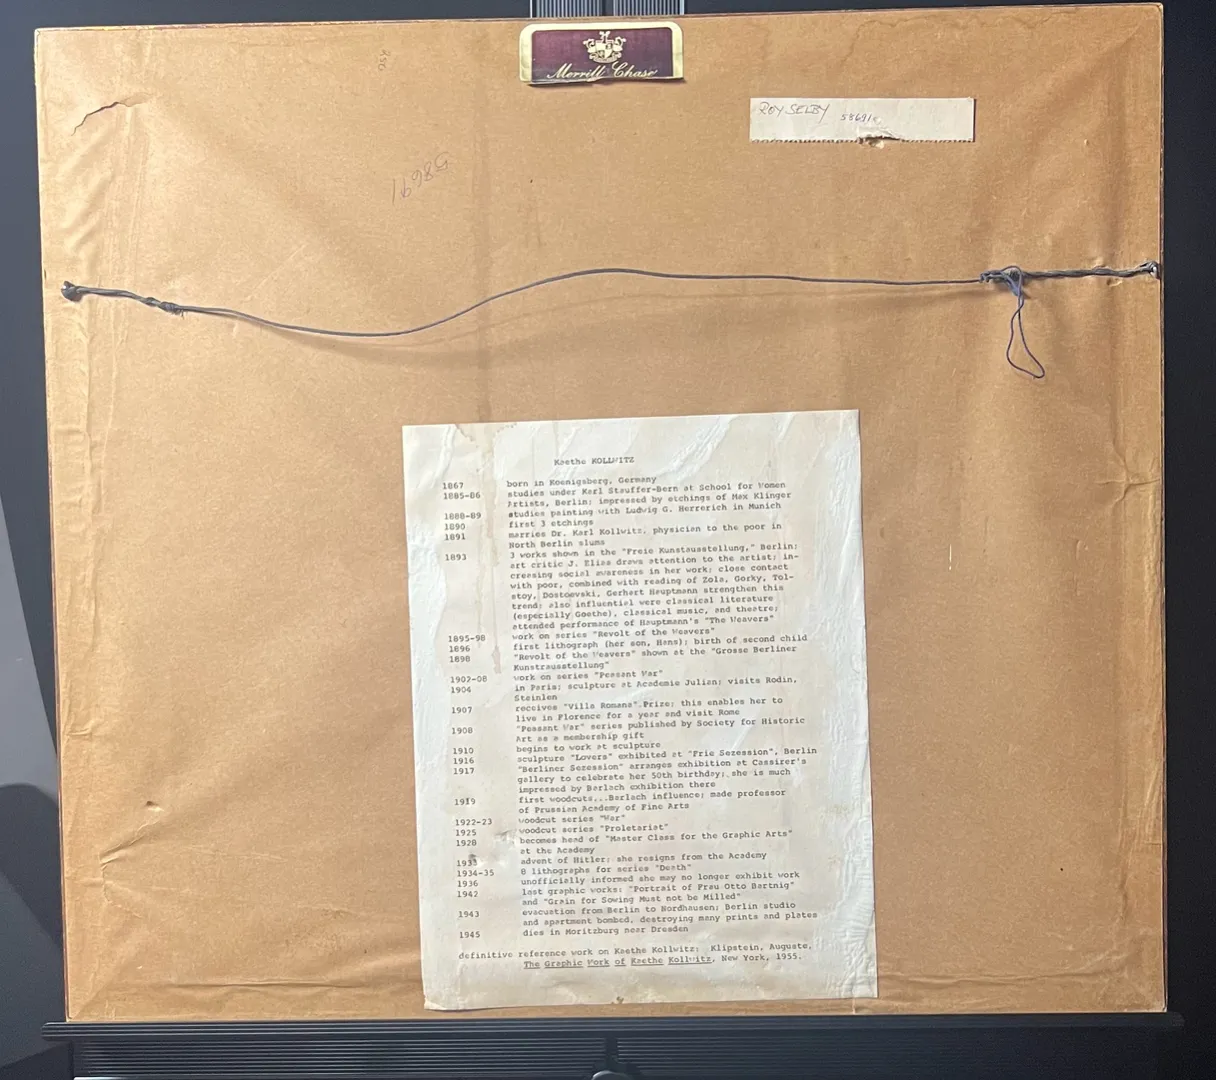 Merrill Chase
ROY SELBY 58691
58691
Kaethe KOLLWITZ
1867 born in Koenigsberg, Germany
1885-86 studies under Karl Stauffer-Bern at School for Women
Artists, Berlin; impressed by etchings of Max Klinger
1888-89 studies painting with Ludwig G. Herrerich in Munich
1890 first 3 etchings
1891 marries Dr. Karl Kollwitz, physician to the poor in
North Berlin slums
1893 3 works shown in the "Freie Kunstausstellung," Berlin;
art critic J. Elias draws attention to the artist; in-
creasing social awareness in her work; close contact
with poor, combined with reading of Zola, Gorky, Tol-
stoy, Dostoevski, Gerhart Hauptmann strengthen this
trend; also influential were classical literature
(especially Goethe), classical music, and theatre;
attended performance of Hauptmann's "The Weavers"
1895-98 work on series "Revolt of the Weavers"
1896 first lithograph (her son, Hans); birth of second child
1898 "Revolt of the Weavers" shown at the "Grosse Berliner
Kunstrausstellung"
1902-08 work on series "Peasant War"
1904 in Paris; sculpture at Academie Julian; visits Rodin,
Steinlen
1907 receives "Villa Romana" Prize; this enables her to
live in Florence for a year and visit Rome
1908 "Peasant War" series published by Society for Historic
Art as a membership gift
1910 begins to work at sculpture
1916 sculpture "Lovers" exhibited at "Frie Sezession", Berlin
1917 "Berliner Sezession" arranges exhibition at Cassirer's
gallery to celebrate her 50th birthday; she is much
impressed by Barlach exhibition there
1919 first woodcuts...Barlach influence; made professor
of Prussian Academy of Fine Arts
1922-23 woodcut series "War"
1925 woodcut series "Proletariat"
1928 becomes head of "Master Class for the Graphic Arts"
at the Academy
1933 advent of Hitler; she resigns from the Academy
1934-35 8 lithographs for series "Death"
1936 unofficially informed she may no longer exhibit work
1942 last graphic works: "Portrait of Frau Otto Bartnig"
and "Grain for Sowing Must not be Milled"
1943 evacuation from Berlin to Nordhausen; Berlin studio
and apartment bombed, destroying many prints and plates
1945 dies in Moritzburg near Dresden
definitive reference work on Kaethe Kollwitz: Klipstein, Auguste,
The Graphic Work of Kaethe Kollwitz, New York, 1955.